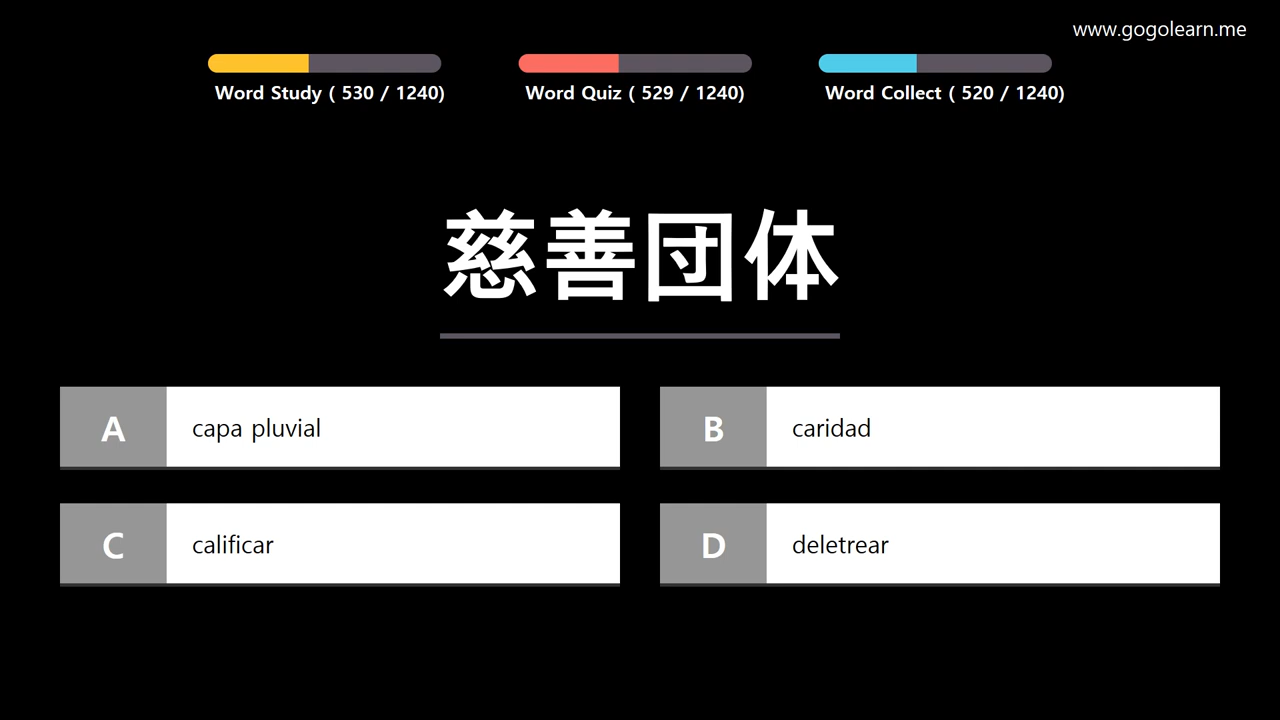 www.gogolearn.me
Word Study ( 530 / 1240)
Word Quiz ( 529 / 1240)
Word Collect ( 520 / 1240)
慈善団体
A capa pluvial
B caridad
C calificar
D deletrear